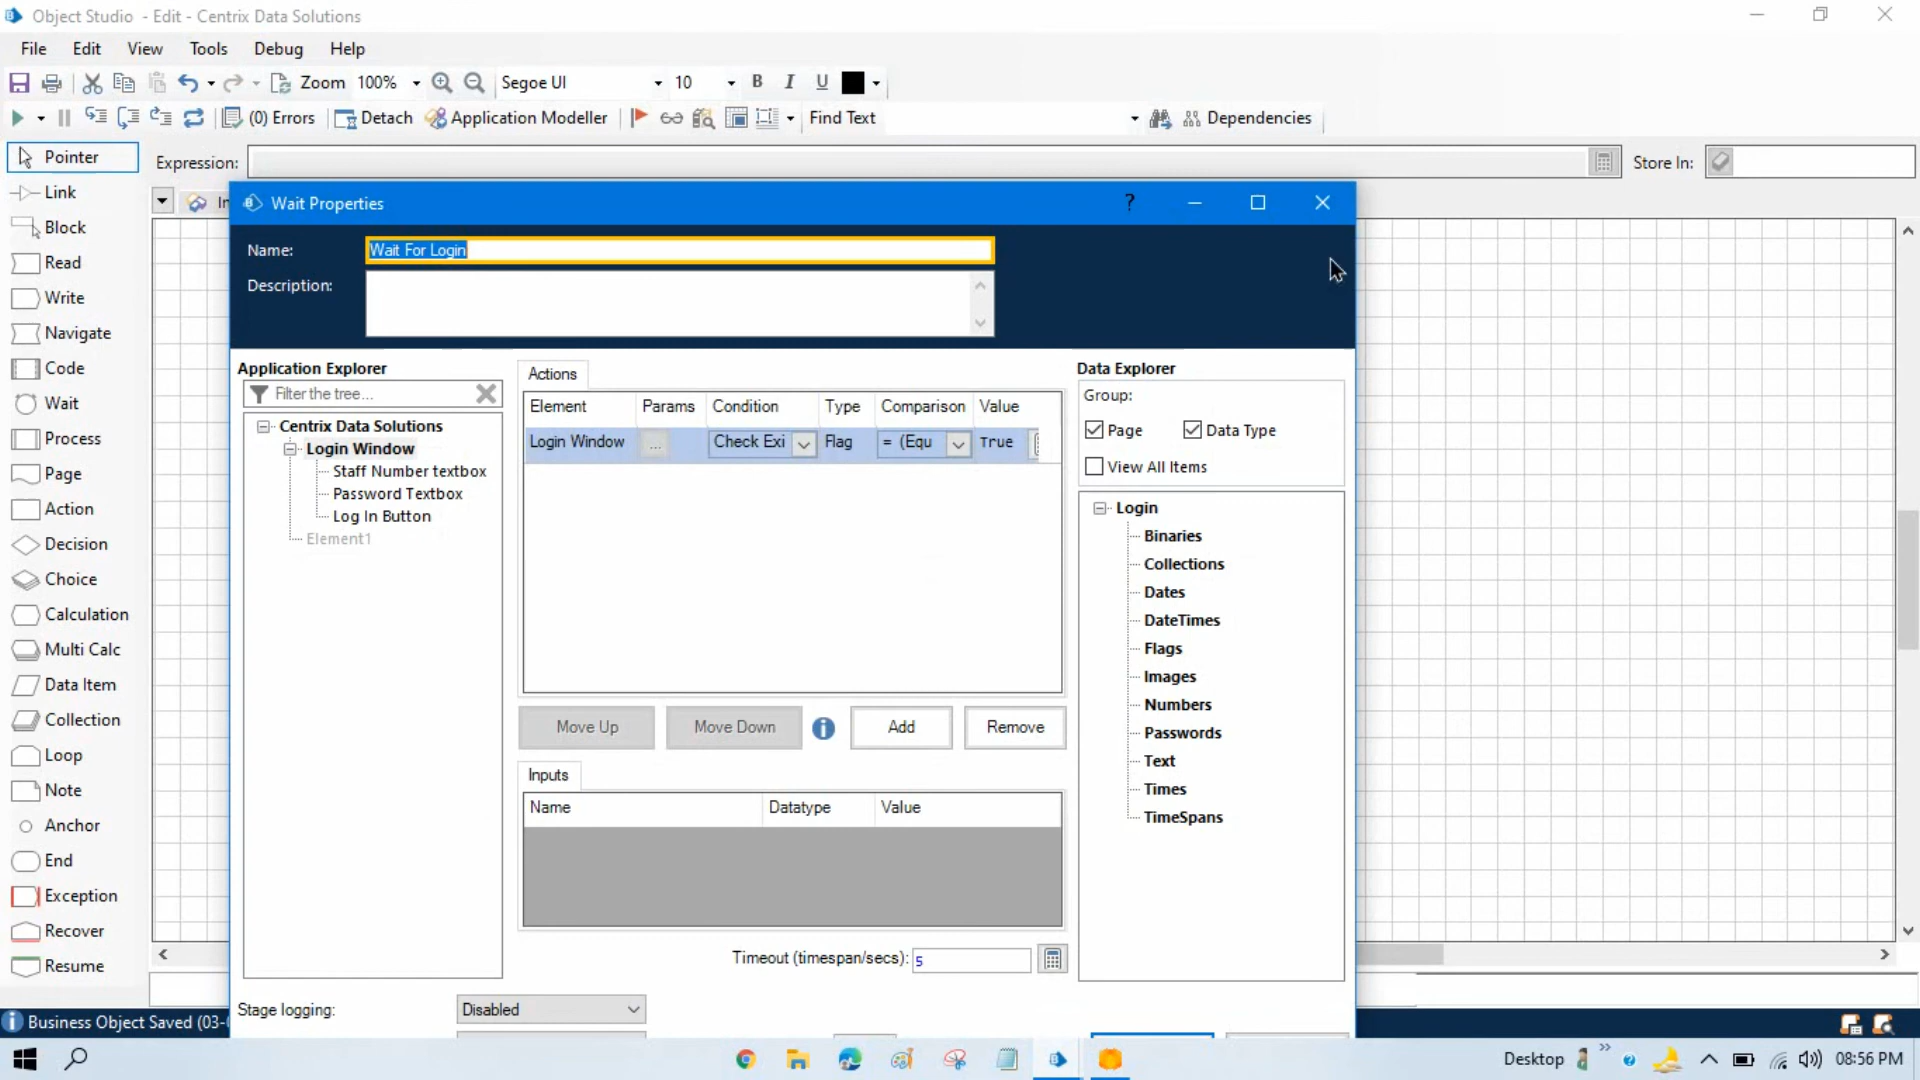 Object Studio - Edit - Centrix Data Solutions
File Edit View Tools Debug Help
Zoom 100% Segoe UI 10 B I U
(0) Errors Detach Application Modeller Find Text Dependencies
Pointer
Expression:
Store In:
Link
Block
Read
Write
Navigate
Code
Wait
Process
Page
Action
Decision
Choice
Calculation
Multi Calc
Data Item
Collection
Loop
Note
Anchor
End
Exception
Recover
Resume
Wait Properties
?
Name: Wait For Login
Description:
Application Explorer
Filter the tree...
Centrix Data Solutions
Login Window
Staff Number textbox
Password Textbox
Log In Button
Element1
Actions
Element Params Condition Type Comparison Value
Login Window ... Check Exi Flag = (Equ True
Move Up Move Down Add Remove
Inputs
Name Datatype Value
Timeout (timespan/secs): 5
Stage logging: Disabled
Data Explorer
Group:
Page Data Type
View All Items
Login
Binaries
Collections
Dates
DateTimes
Flags
Images
Numbers
Passwords
Text
Times
TimeSpans
Business Object Saved (03-
Desktop
08:56 PM